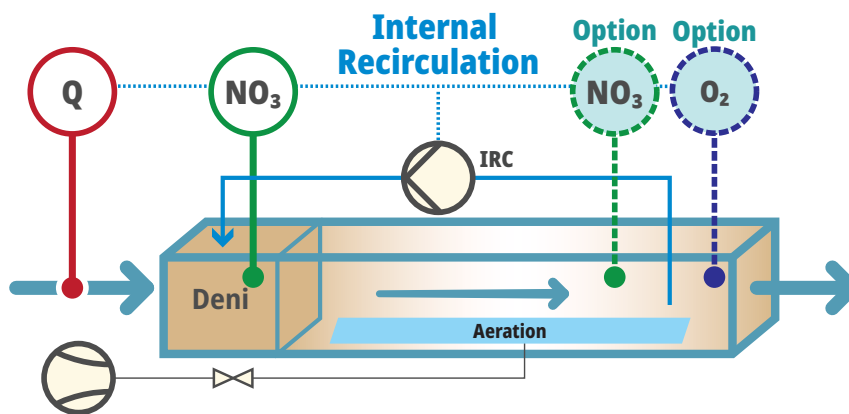 Internal
Recirculation
Option
Option
Q
NO₃
NO₃
O₂
IRC
Deni
Aeration